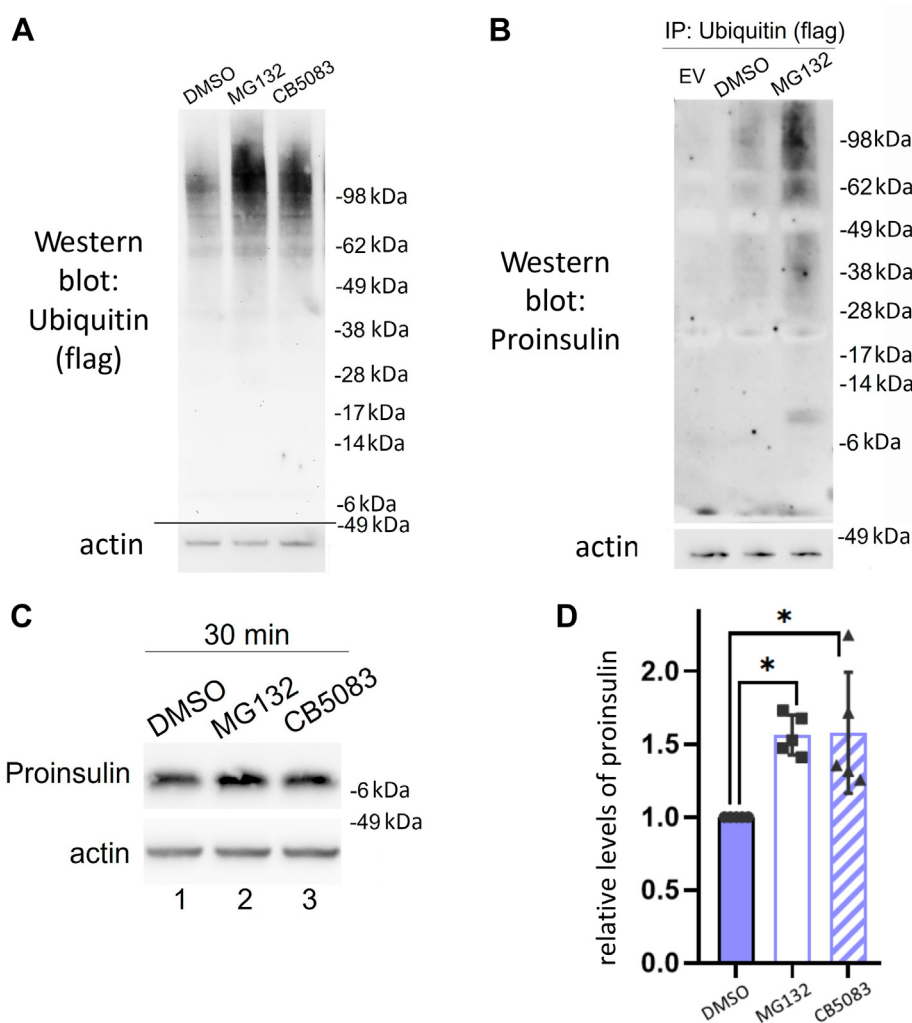 A
DMSO
MG132
CB5083
Western
blot:
Ubiquitin
(flag)
-98 kDa
-62 kDa
-49 kDa
-38 kDa
-28 kDa
-17 kDa
-14 kDa
-6 kDa
-49 kDa
actin
B
IP: Ubiquitin (flag)
EV
DMSO
MG132
Western
blot:
Proinsulin
-98 kDa
-62 kDa
-49 kDa
-38 kDa
-28 kDa
-17 kDa
-14 kDa
-6 kDa
-49 kDa
actin
C
30 min
DMSO
MG132
CB5083
Proinsulin
-6 kDa
-49 kDa
actin
1 2 3
D
relative levels of proinsulin
2.0
1.5
1.0
0.5
0.0
*
*
DMSO
MG132
CB5083